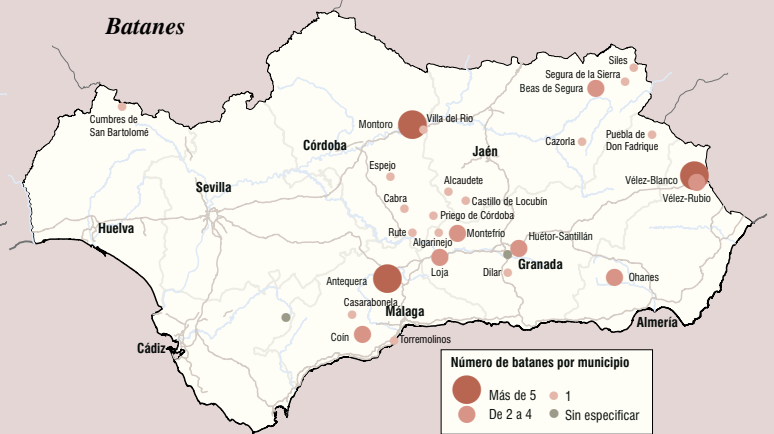 Batanes
Siles
Segura de la Sierra
Beas de Segura
Cumbres de
San Bartolomé
Montoro
Villa del Rio
Córdoba
Jaén
Cazorla
Puebla de
Don Fadrique
Espejo
Alcaudete
Vélez-Blanco
Sevilla
Cabra
Castillo de Locubín
Vélez-Rubio
Priego de Córdoba
Huelva
Rute
Montefrío
Huétor-Santillán
Algarinejo
Granada
Loja
Dilar
Ohanes
Antequera
Casarabonela
Málaga
Almería
Coín
Torremolinos
Cádiz
Número de batanes por municipio
Más de 5
1
De 2 a 4
Sin especificar